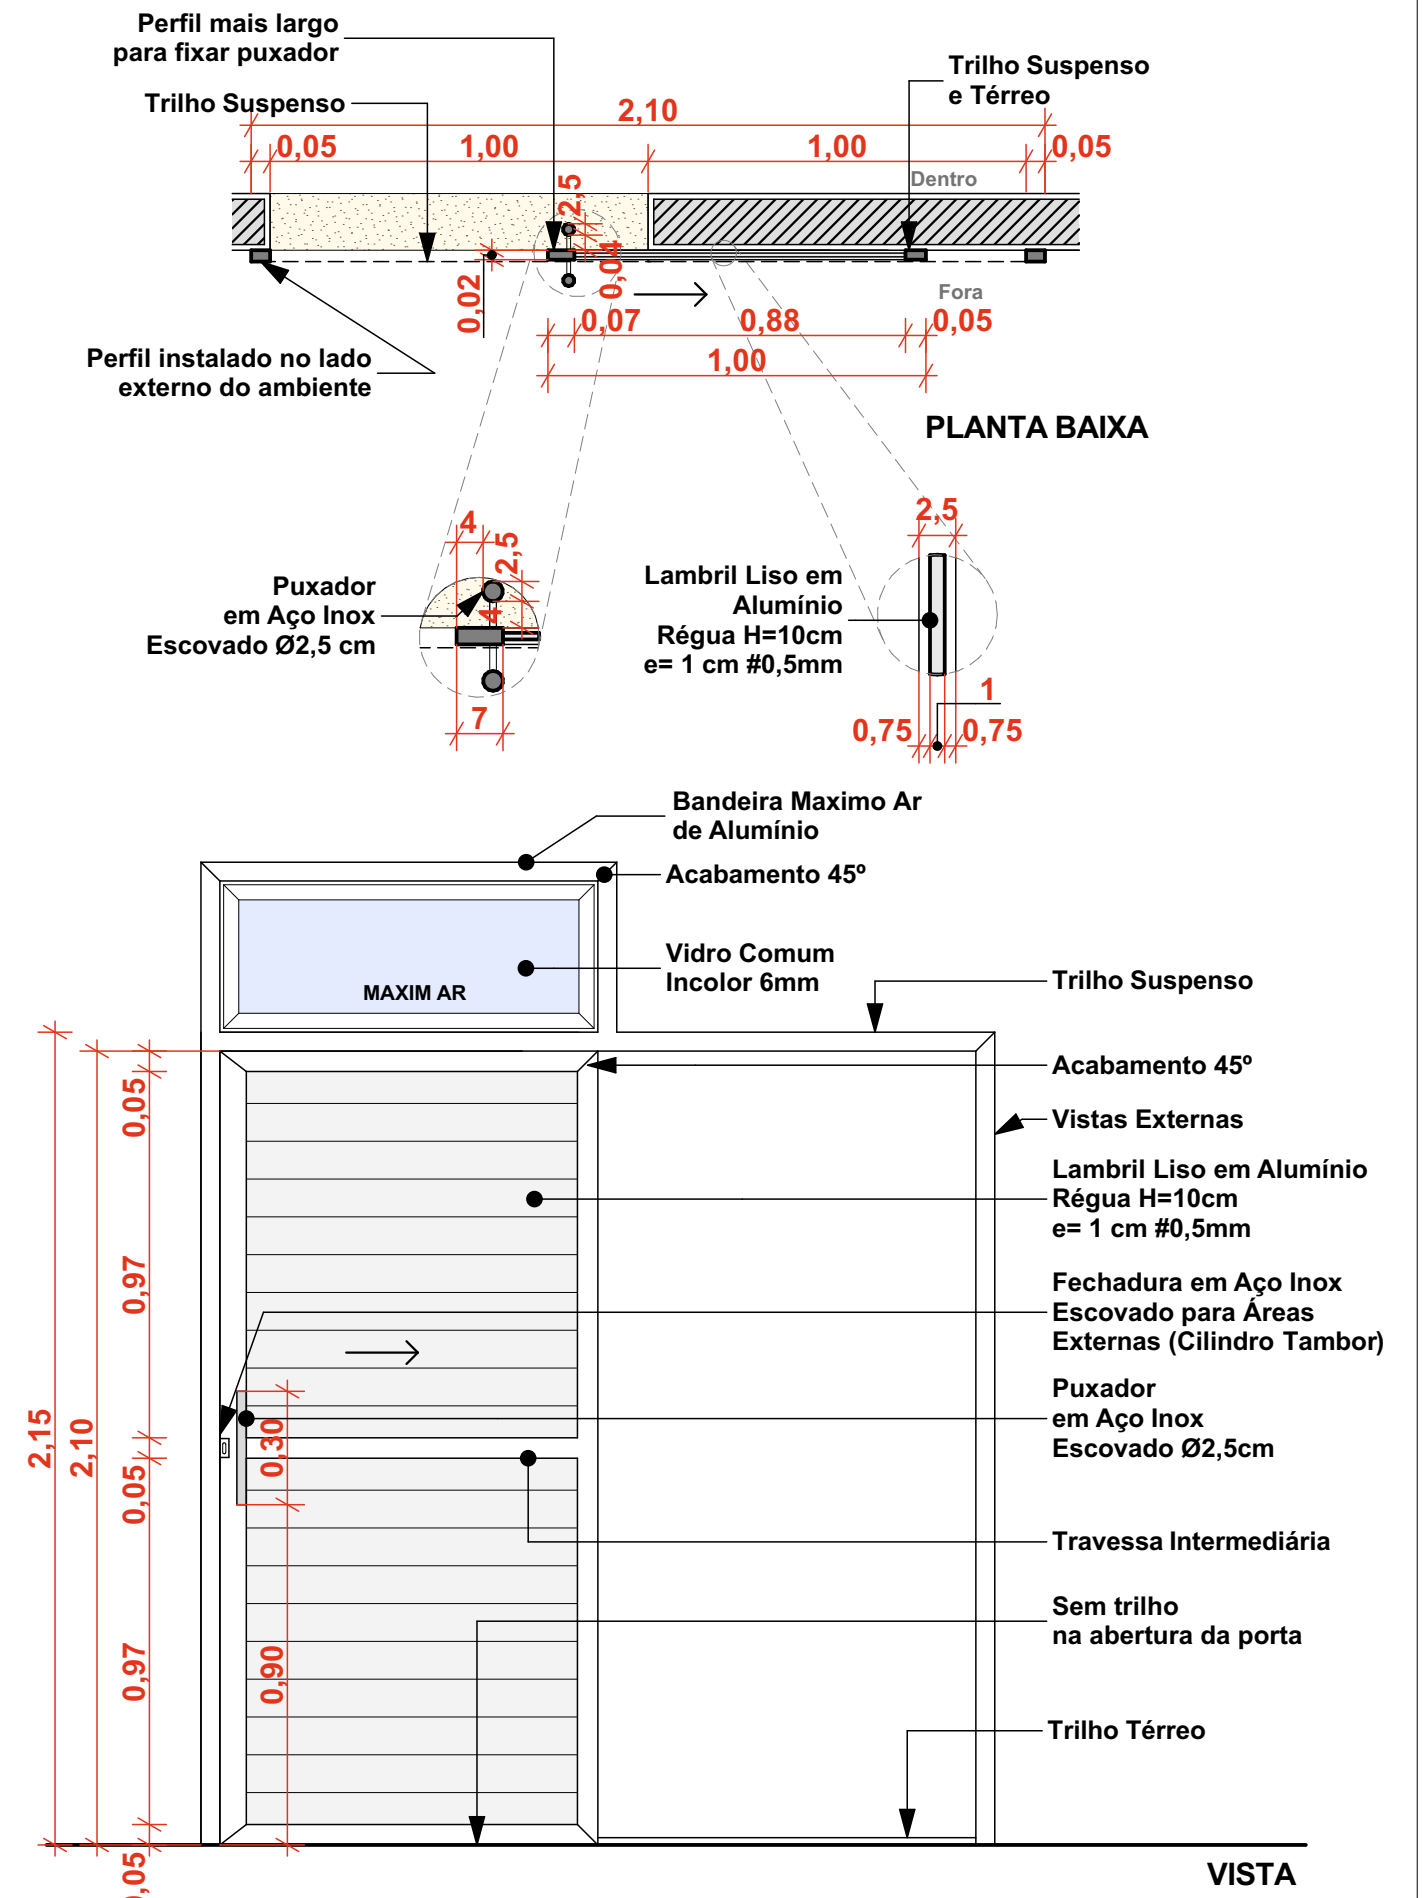 Perfil mais largo
para fixar puxador
Trilho Suspenso
Trilho Suspenso
e Térreo
2,10
0,05
1,00
1,00
0,05
Dentro
2,5
0,04
0,02
Fora
0,07
0,88
0,05
1,00
Perfil instalado no lado
externo do ambiente
PLANTA BAIXA
4
2,5
4
7
Puxador
em Aço Inox
Escovado Ø2,5 cm
2,5
Lambril Liso em
Alumínio
Régua H=10cm
e= 1 cm #0,5mm
1
0,75
0,75
Bandeira Maximo Ar
de Alumínio
Acabamento 45º
Vidro Comum
Incolor 6mm
MAXIM AR
Trilho Suspenso
Acabamento 45º
Vistas Externas
Lambril Liso em Alumínio
Régua H=10cm
e= 1 cm #0,5mm
Fechadura em Aço Inox
Escovado para Áreas
Externas (Cilindro Tambor)
Puxador
em Aço Inox
Escovado Ø2,5cm
Travessa Intermediária
Sem trilho
na abertura da porta
Trilho Térreo
2,15
2,10
0,05
0,97
0,05
0,97
0,05
0,30
0,90
VISTA